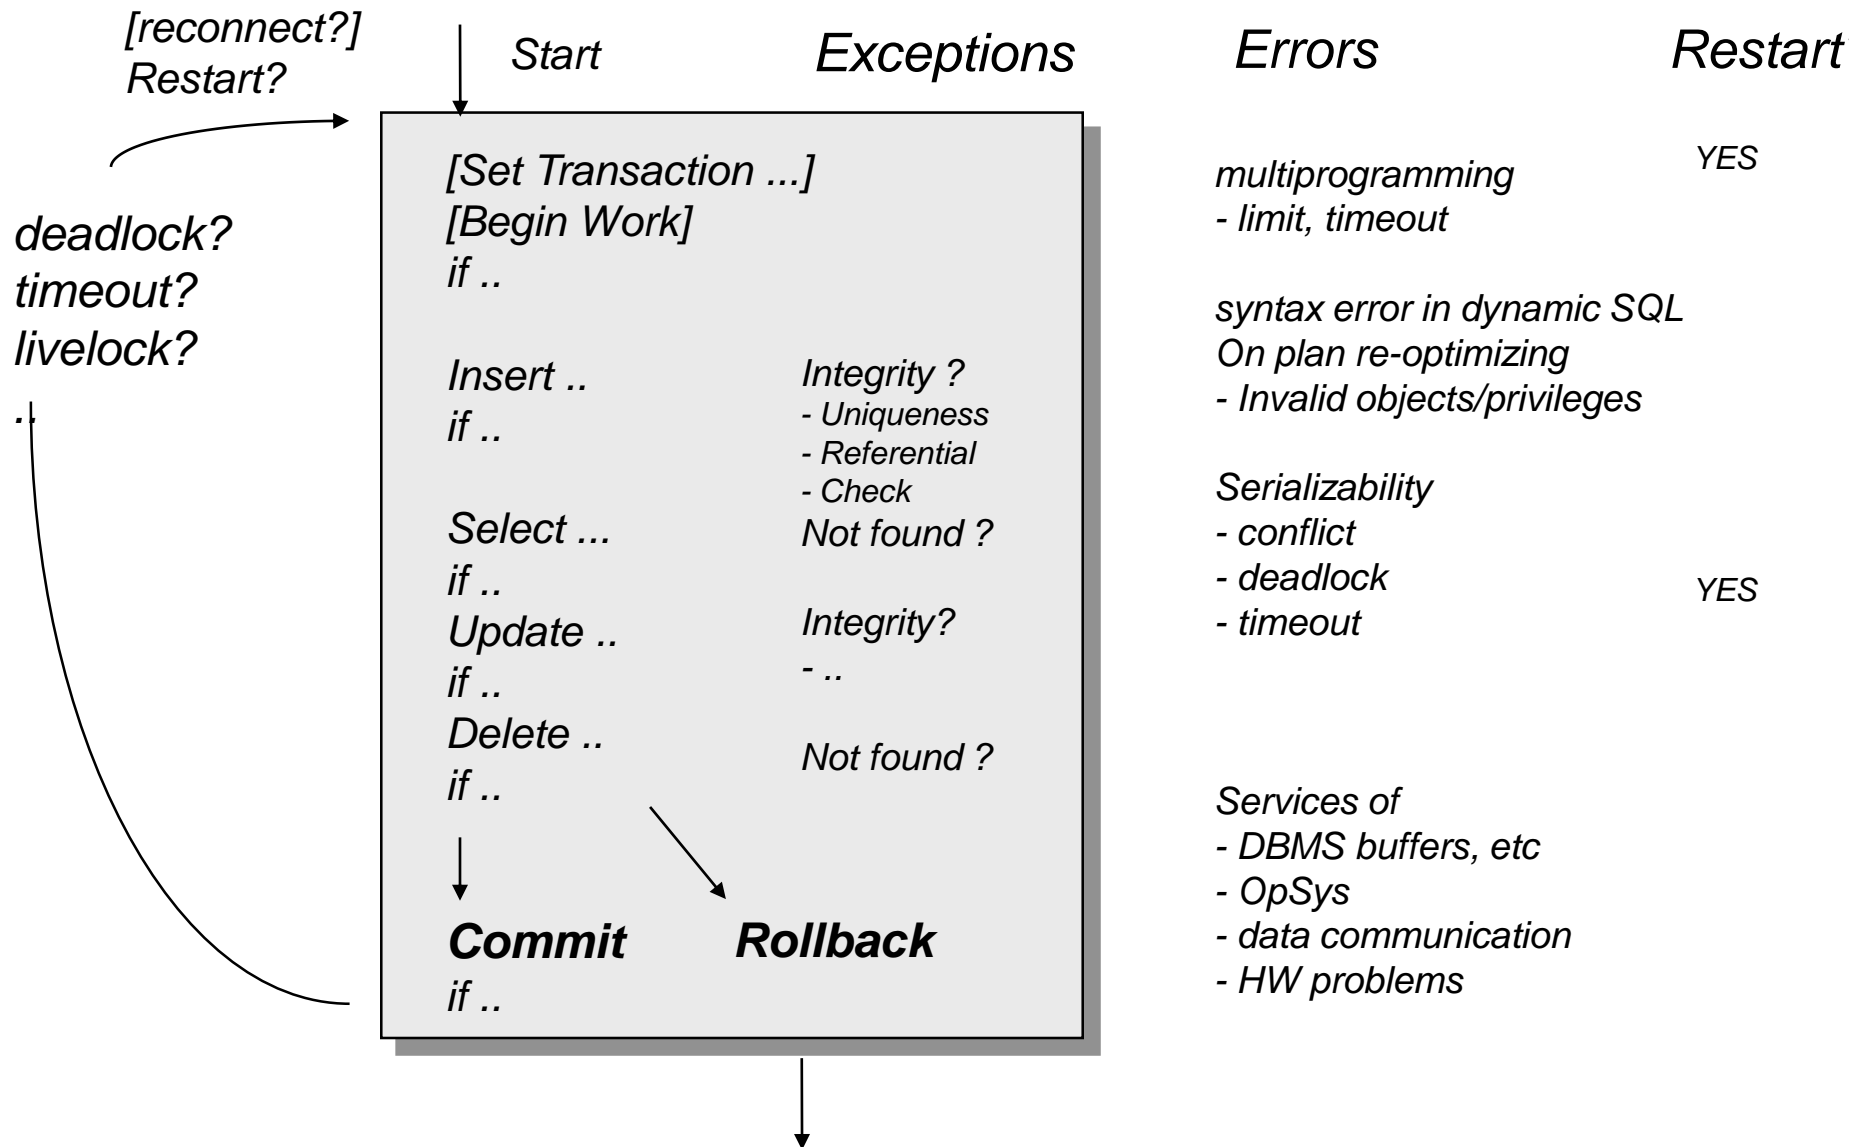 [reconnect?]
Restart?
Start
Exceptions
Errors
Restart
deadlock?
timeout?
livelock?
..
[Set Transaction ...]
[Begin Work]
if ..
Insert ..
if ..
Select ...
if ..
Update ..
if ..
Delete ..
if ..
Commit
Rollback
if ..
Integrity ?
- Uniqueness
- Referential
- Check
Not found ?
Integrity?
- ..
Not found ?
multiprogramming
- limit, timeout
YES
syntax error in dynamic SQL
On plan re-optimizing
- Invalid objects/privileges
Serializability
- conflict
- deadlock
- timeout
YES
Services of
- DBMS buffers, etc
- OpSys
- data communication
- HW problems